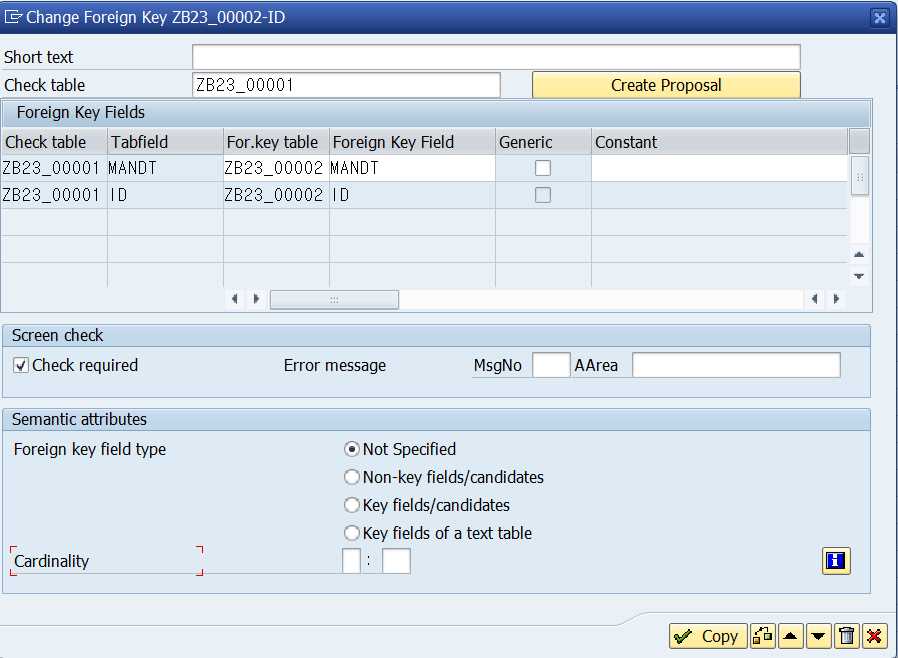 Change Foreign Key ZB23_00002-ID
Short text
Check table ZB23_00001 Create Proposal
Foreign Key Fields
Check table Tabfield For.key table Foreign Key Field Generic Constant
ZB23_00001 MANDT ZB23_00002 MANDT
ZB23_00001 ID ZB23_00002 ID
Screen check
Check required Error message MsgNo AArea
Semantic attributes
Foreign key field type Not Specified
Non-key fields/candidates
Key fields/candidates
Key fields of a text table
Cardinality :
Copy